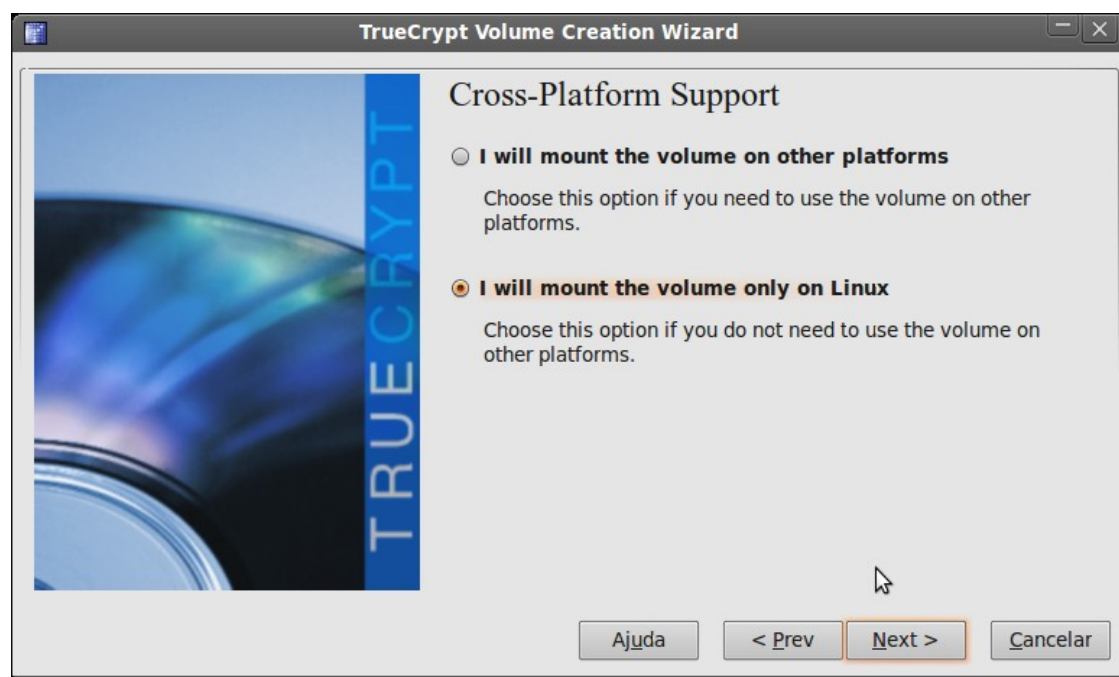 TrueCrypt Volume Creation Wizard
TRUECRYPT
Cross-Platform Support
I will mount the volume on other platforms
Choose this option if you need to use the volume on other
platforms.
I will mount the volume only on Linux
Choose this option if you do not need to use the volume on
other platforms.
Ajuda
< Prev
Next >
Cancelar